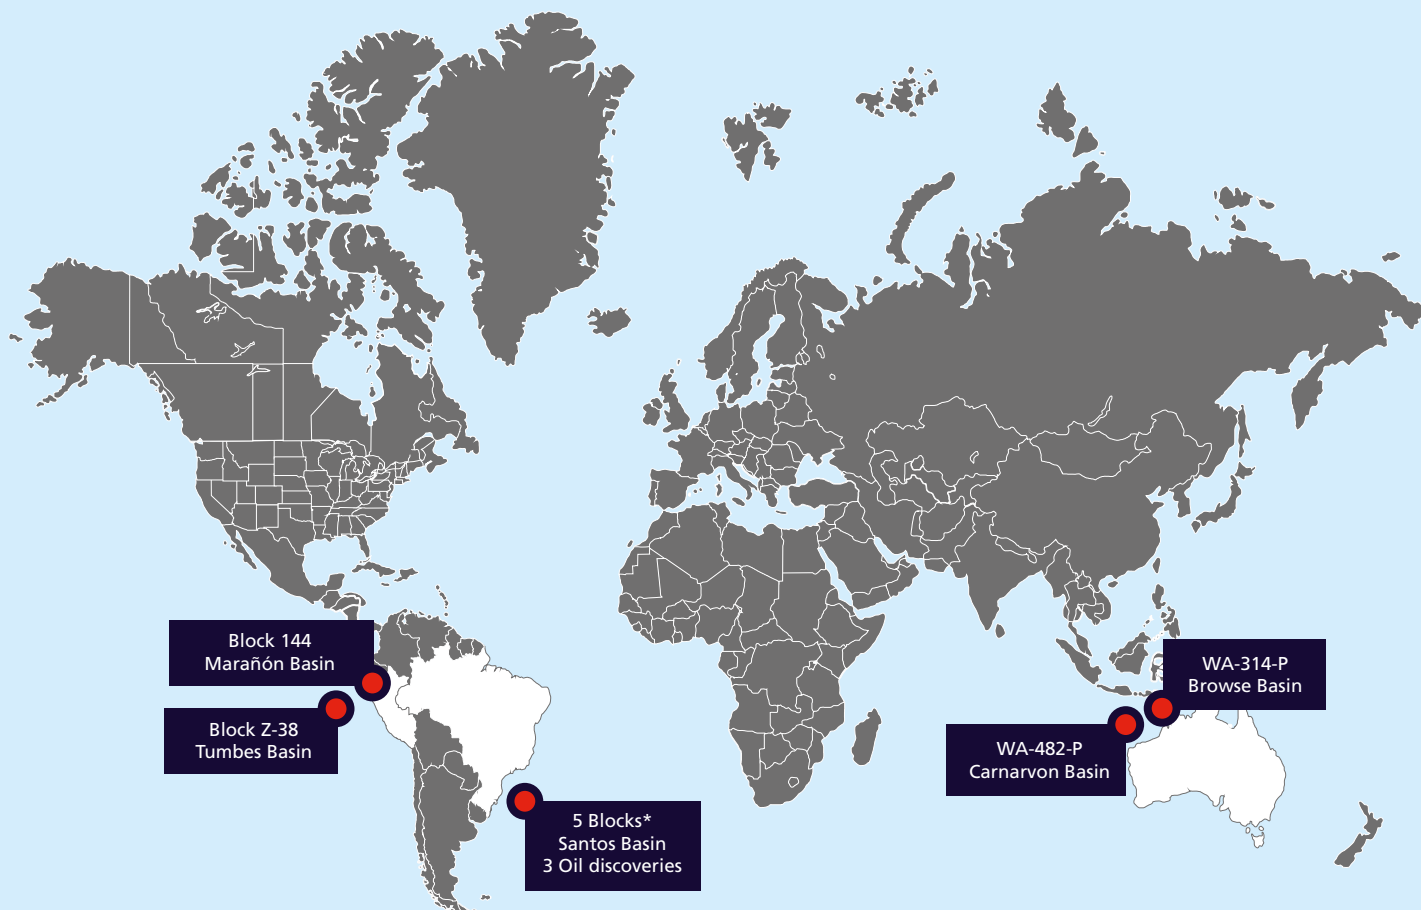 Block 144
Marañón Basin
Block Z-38
Tumbes Basin
5 Blocks*
Santos Basin
3 Oil discoveries
WA-314-P
Browse Basin
WA-482-P
Carnarvon Basin